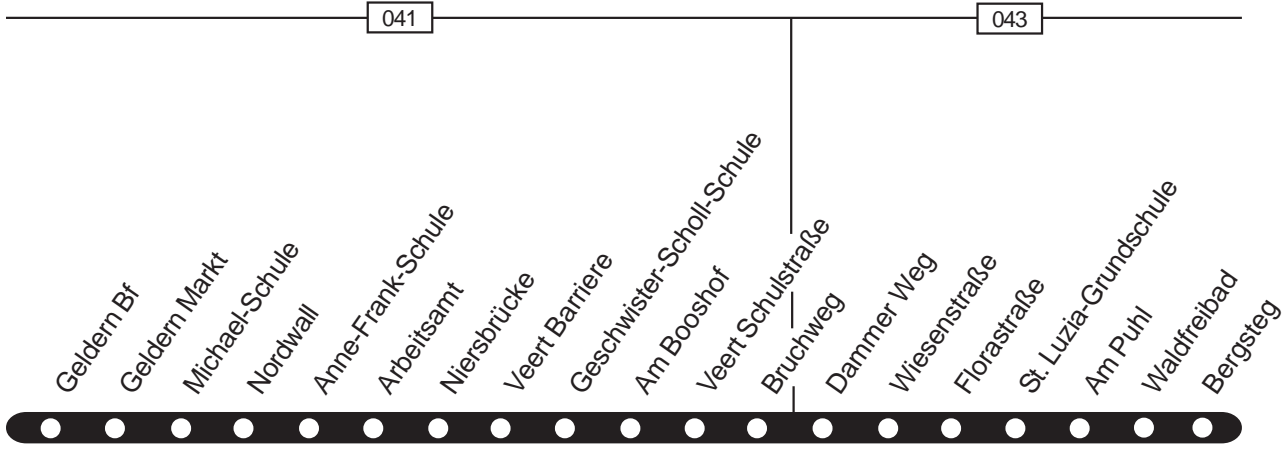 041
043
Geldern Bf
Geldern Markt
Michael-Schule
Nordwall
Anne-Frank-Schule
Arbeitsamt
Niersbrücke
Veert Barriere
Geschwister-Scholl-Schule
Am Booshof
Veert Schulstraße
Bruchweg
Dammer Weg
Wiesenstraße
Florastraße
St. Luzia-Grundschule
Am Puhl
Waldfreibad
Bergsteg